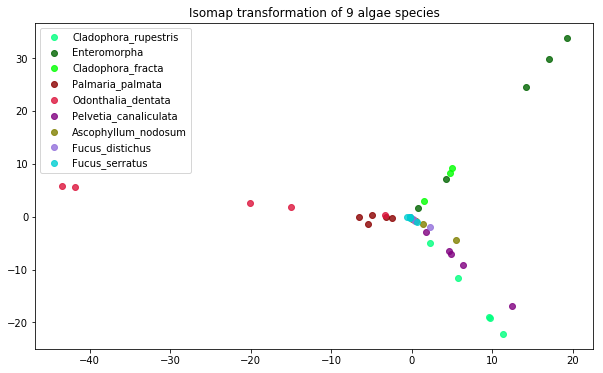 Isomap transformation of 9 algae species
Cladophora_rupestris
Enteromorpha
Cladophora_fracta
Palmaria_palmata
Odonthalia_dentata
Pelvetia_canaliculata
Ascophyllum_nodosum
Fucus_distichus
Fucus_serratus
30
20
10
0
−10
−20
−40
−30
−20
−10
0
10
20